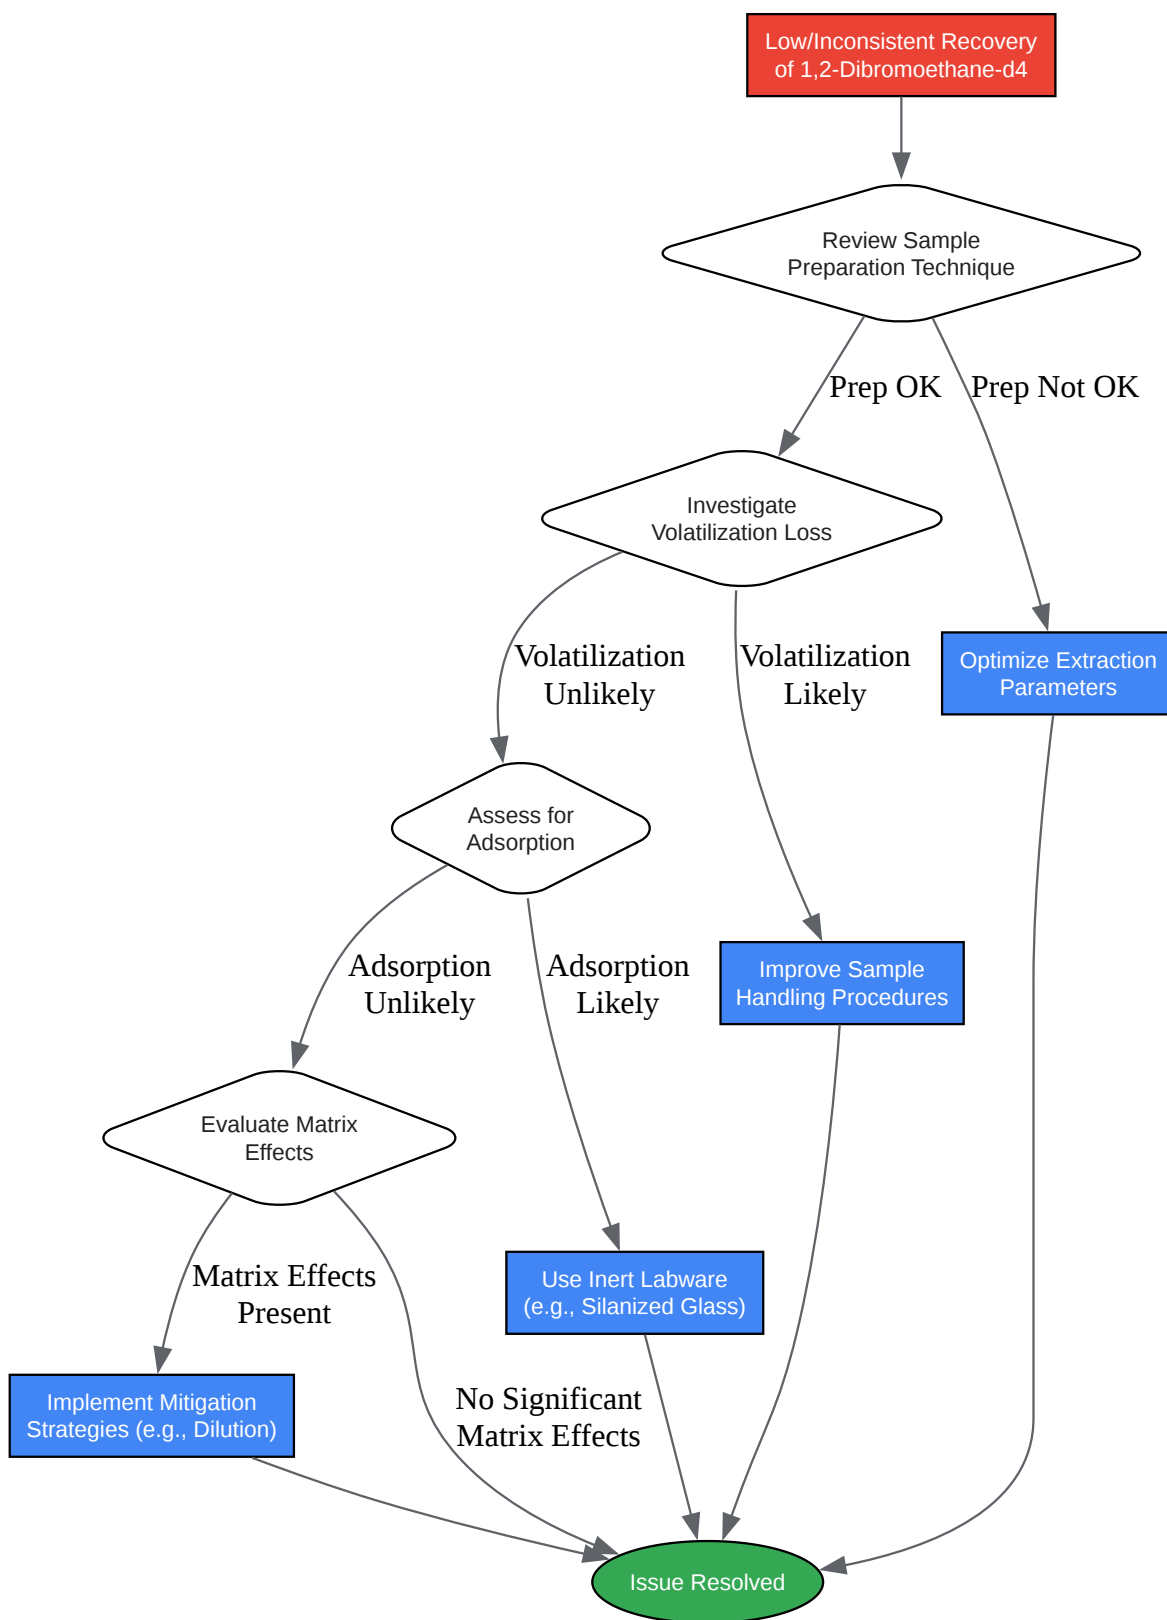 Low/Inconsistent Recovery
of 1,2-Dibromoethane-d4
Review Sample
Preparation Technique
Prep OK
Prep Not OK
Investigate
Volatilization Loss
Volatilization
Unlikely
Volatilization
Likely
Optimize Extraction
Parameters
Assess for
Adsorption
Adsorption
Unlikely
Adsorption
Likely
Improve Sample
Handling Procedures
Evaluate Matrix
Effects
Matrix Effects
Present
Use Inert Labware
(e.g., Silanized Glass)
Implement Mitigation
Strategies (e.g., Dilution)
No Significant
Matrix Effects
Issue Resolved